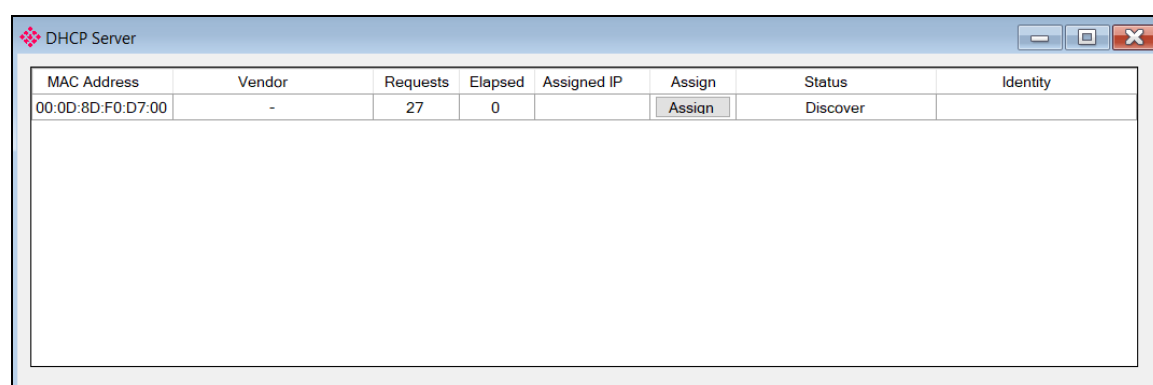 DHCP Server
MAC Address Vendor Requests Elapsed Assigned IP Assign Status Identity
00:0D:8D:F0:D7:00 - 27 0 Assign Discover